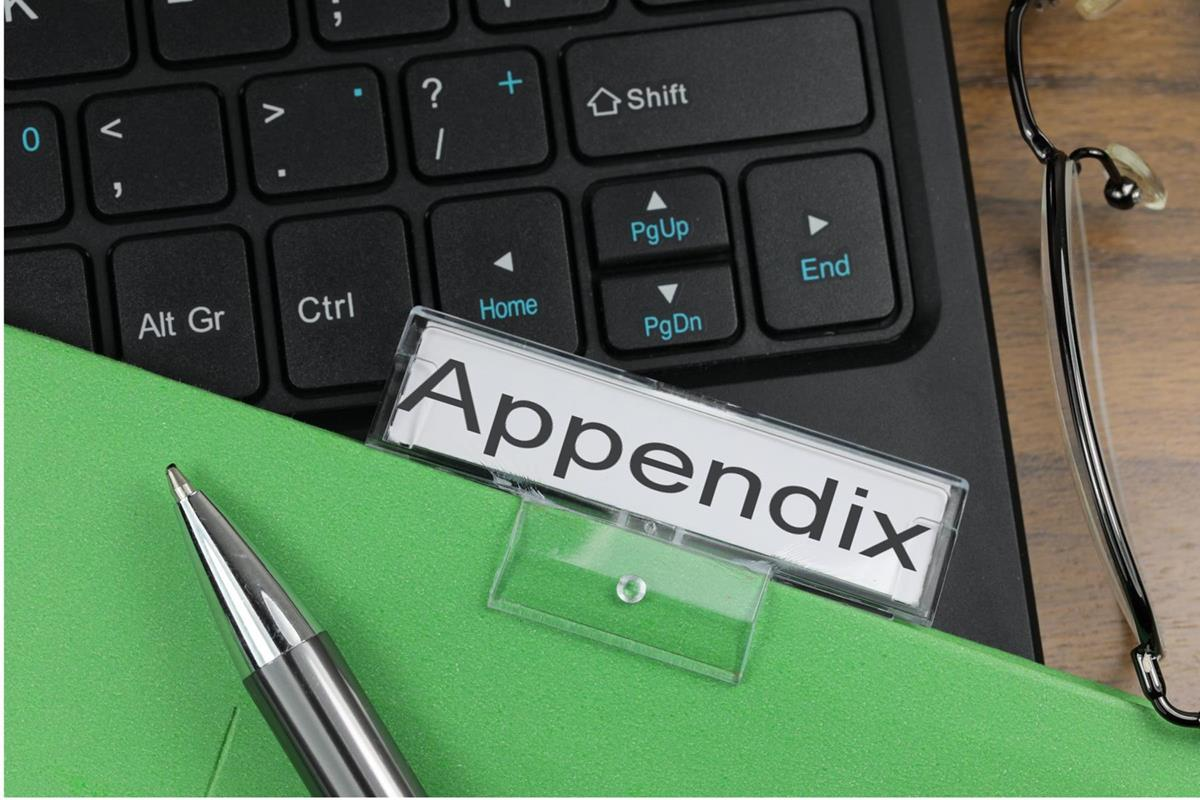 K
;
0
<
,
>
.
?
+
/
Shift
PgUp
Alt Gr
Ctrl
Home
PgDn
End
Appendix